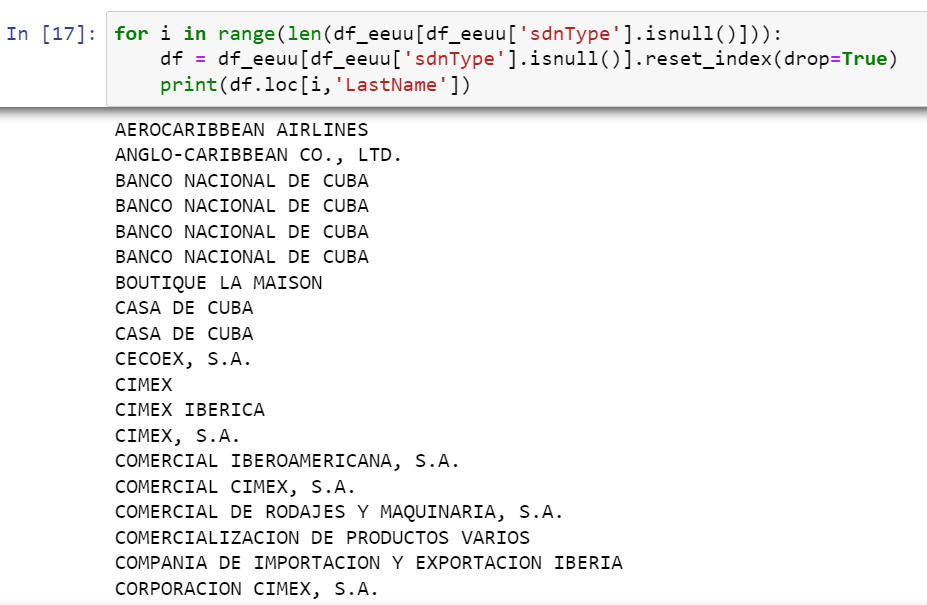 In [17]: for i in range(len(df_eeuu[df_eeuu['sdnType'].isnull()])):
    df = df_eeuu[df_eeuu['sdnType'].isnull()].reset_index(drop=True)
    print(df.loc[i,'LastName'])
AEROCARIBBEAN AIRLINES
ANGLO-CARIBBEAN CO., LTD.
BANCO NACIONAL DE CUBA
BANCO NACIONAL DE CUBA
BANCO NACIONAL DE CUBA
BANCO NACIONAL DE CUBA
BOUTIQUE LA MAISON
CASA DE CUBA
CASA DE CUBA
CECOEX, S.A.
CIMEX
CIMEX IBERICA
CIMEX, S.A.
COMERCIAL IBEROAMERICANA, S.A.
COMERCIAL CIMEX, S.A.
COMERCIAL DE RODAJES Y MAQUINARIA, S.A.
COMERCIALIZACION DE PRODUCTOS VARIOS
COMPANIA DE IMPORTACION Y EXPORTACION IBERIA
CORPORACION CIMEX, S.A.